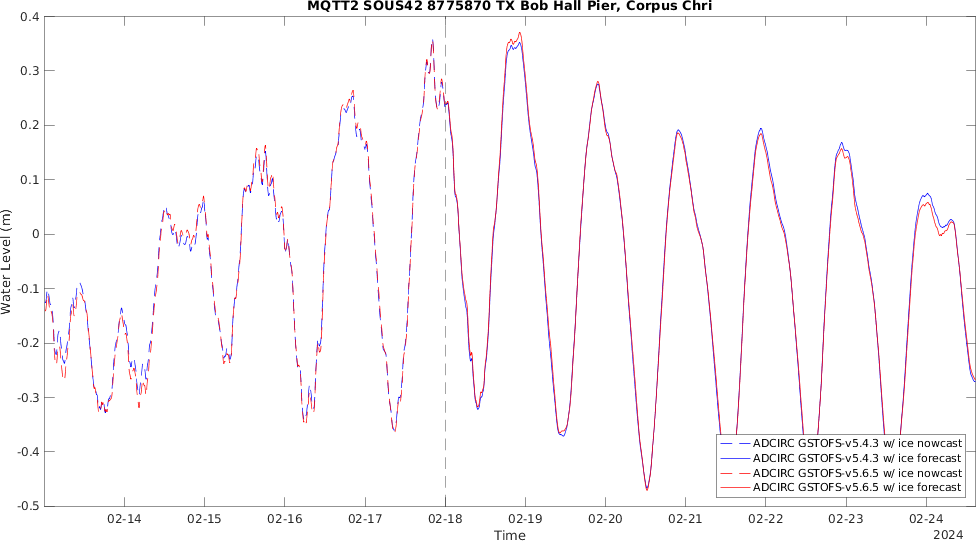 MQTT2 SOUS42 8775870 TX Bob Hall Pier, Corpus Chri
0.4
0.3
0.2
0.1
0
-0.1
-0.2
-0.3
-0.4
-0.5
Water Level (m)
ADCIRC GSTOFS-v5.4.3 w/ ice nowcast
ADCIRC GSTOFS-v5.4.3 w/ ice forecast
ADCIRC GSTOFS-v5.6.5 w/ ice nowcast
ADCIRC GSTOFS-v5.6.5 w/ ice forecast
02-14 02-15 02-16 02-17 02-18 02-19 02-20 02-21 02-22 02-23 02-24
Time
2024